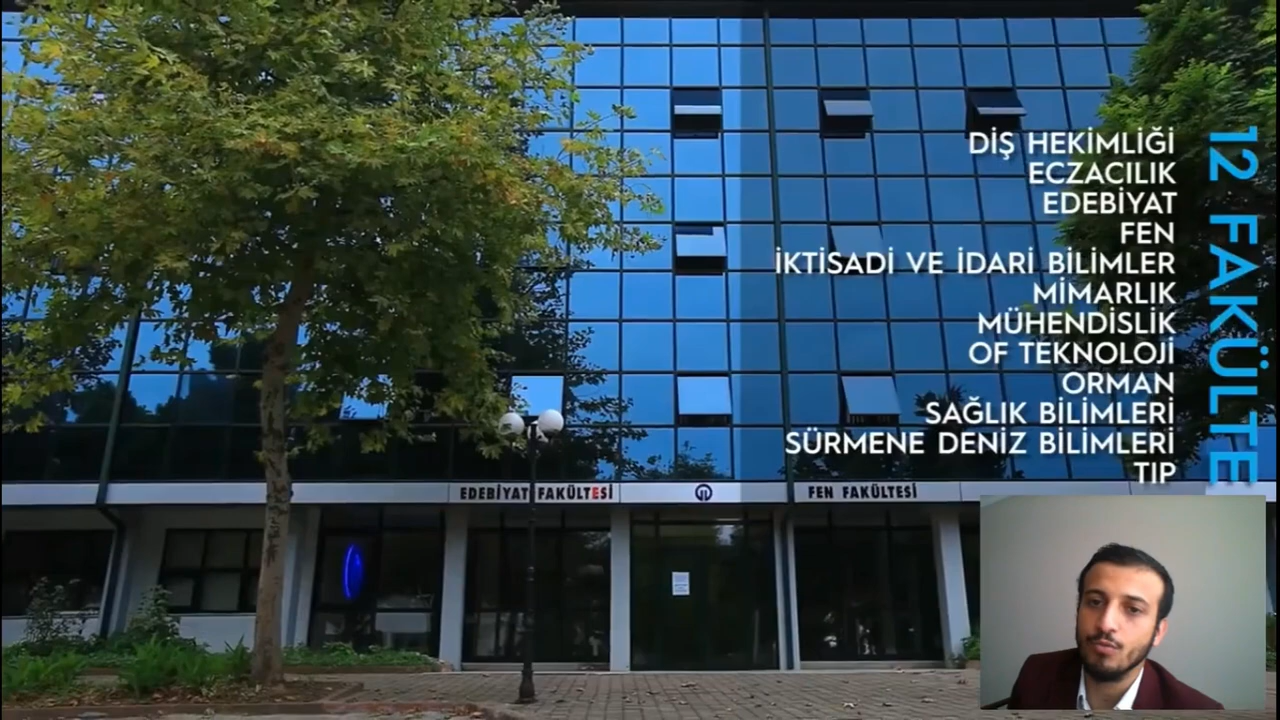 DİŞ HEKİMLİĞİ
ECZACILIK
EDEBİYAT
FEN
İKTİSADİ VE İDARİ BİLİMLER
MİMARLIK
MÜHENDİSLİK
OF TEKNOLOJİ
ORMAN
SAĞLIK BİLİMLERİ
SÜRMENE DENİZ BİLİMLERİ
TIP
12 FAKÜLTE
EDEBİYAT FAKÜLTESİ
FEN FAKÜLTESİ